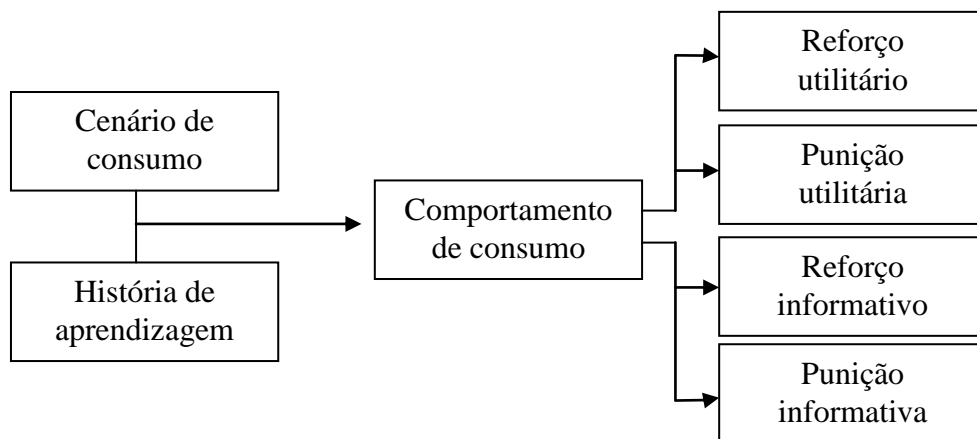 Cenário de
consumo
História de
aprendizagem
Comportamento
de consumo
Reforço
utilitário
Punição
utilitária
Reforço
informativo
Punição
informativa